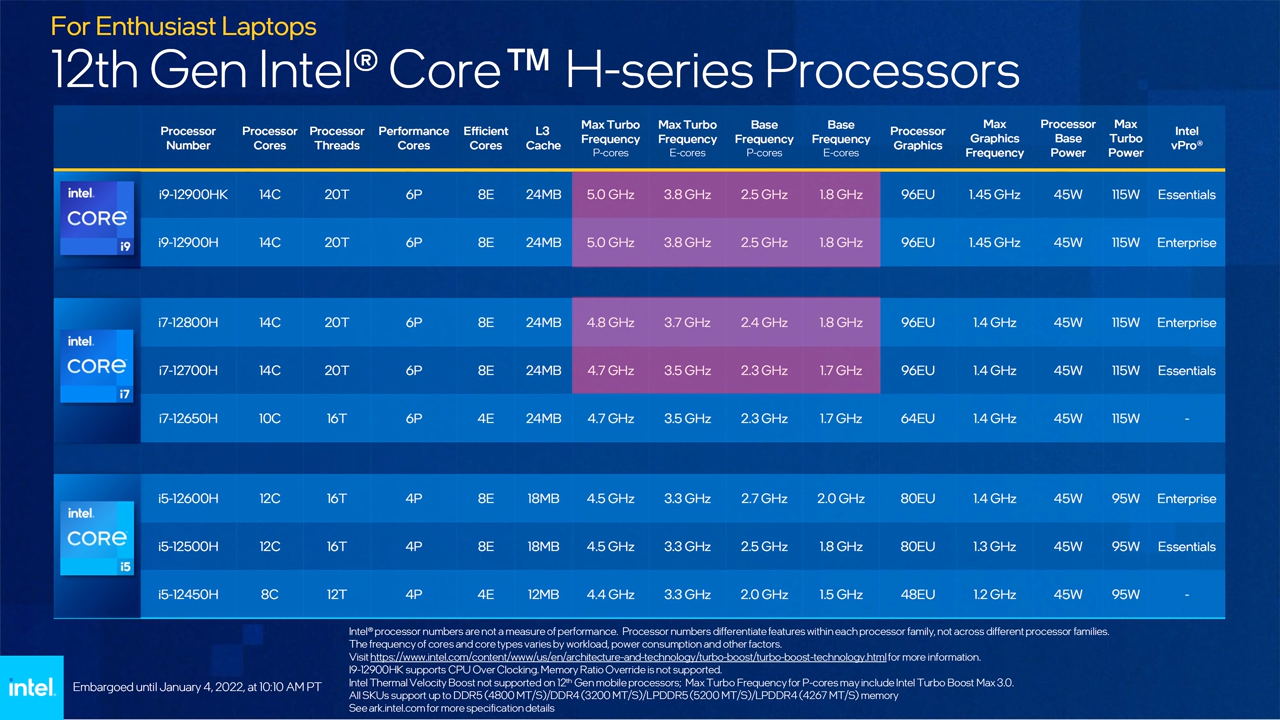 For Enthusiast Laptops
12th Gen Intel® Core™ H-series Processors
Processor Number Processor Cores Processor Threads Performance Cores Efficient Cores L3 Cache Max Turbo Frequency P-cores Max Turbo Frequency E-cores Base Frequency P-cores Base Frequency E-cores Processor Graphics Max Graphics Frequency Processor Base Power Max Turbo Power Intel vPro®
intel. CORE™ i9
i9-12900HK 14C 20T 6P 8E 24MB 5.0 GHz 3.8 GHz 2.5 GHz 1.8 GHz 96EU 1.45 GHz 45W 115W Essentials
i9-12900H 14C 20T 6P 8E 24MB 5.0 GHz 3.8 GHz 2.5 GHz 1.8 GHz 96EU 1.45 GHz 45W 115W Enterprise
intel. CORE™ i7
i7-12800H 14C 20T 6P 8E 24MB 4.8 GHz 3.7 GHz 2.4 GHz 1.8 GHz 96EU 1.4 GHz 45W 115W Enterprise
i7-12700H 14C 20T 6P 8E 24MB 4.7 GHz 3.5 GHz 2.3 GHz 1.7 GHz 96EU 1.4 GHz 45W 115W Essentials
i7-12650H 10C 16T 6P 4E 24MB 4.7 GHz 3.5 GHz 2.3 GHz 1.7 GHz 64EU 1.4 GHz 45W 115W -
intel. CORE™ i5
i5-12600H 12C 16T 4P 8E 18MB 4.5 GHz 3.3 GHz 2.7 GHz 2.0 GHz 80EU 1.4 GHz 45W 95W Enterprise
i5-12500H 12C 16T 4P 8E 18MB 4.5 GHz 3.3 GHz 2.5 GHz 1.8 GHz 80EU 1.3 GHz 45W 95W Essentials
i5-12450H 8C 12T 4P 4E 12MB 4.4 GHz 3.3 GHz 2.0 GHz 1.5 GHz 48EU 1.2 GHz 45W 95W -
Intel® processor numbers are not a measure of performance. Processor numbers differentiate features within each processor family, not across different processor families.
The frequency of cores and core types varies by workload, power consumption and other factors.
Visit https://www.intel.com/content/www/us/en/architecture-and-technology/turbo-boost/turbo-boost-technology.html for more information.
I9-12900HK supports CPU Over Clocking. Memory Ratio Override is not supported.
Intel Thermal Velocity Boost not supported on 12th Gen mobile processors; Max Turbo Frequency for P-cores may include Intel Turbo Boost Max 3.0.
All SKUs support up to DDR5 (4800 MT/S)/DDR4 (3200 MT/S)/LPDDR5 (5200 MT/S)/LPDDR4 (4267 MT/S) memory
See ark.intel.com for more specification details
intel.
Embargoed until January 4, 2022, at 10:10 AM PT